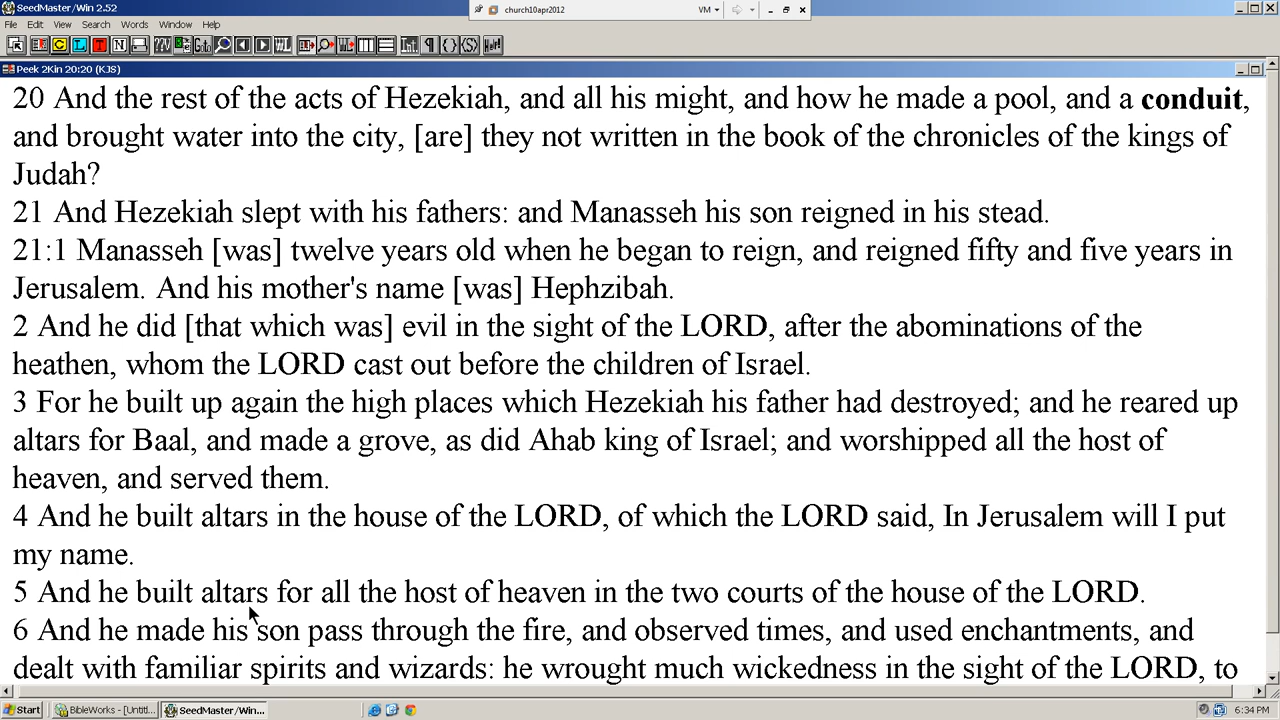 SeedMaster/Win 2.52
church10apr2012
VM
File Edit View Search Words Window Help
Peek 2Kin 20:20 (KJS)
20 And the rest of the acts of Hezekiah, and all his might, and how he made a pool, and a conduit,
and brought water into the city, [are] they not written in the book of the chronicles of the kings of
Judah?
21 And Hezekiah slept with his fathers: and Manasseh his son reigned in his stead.
21:1 Manasseh [was] twelve years old when he began to reign, and reigned fifty and five years in
Jerusalem. And his mother's name [was] Hephzibah.
2 And he did [that which was] evil in the sight of the LORD, after the abominations of the
heathen, whom the LORD cast out before the children of Israel.
3 For he built up again the high places which Hezekiah his father had destroyed; and he reared up
altars for Baal, and made a grove, as did Ahab king of Israel; and worshipped all the host of
heaven, and served them.
4 And he built altars in the house of the LORD, of which the LORD said, In Jerusalem will I put
my name.
5 And he built altars for all the host of heaven in the two courts of the house of the LORD.
6 And he made his son pass through the fire, and observed times, and used enchantments, and
dealt with familiar spirits and wizards: he wrought much wickedness in the sight of the LORD, to
Start BibleWorks - [Untitl... SeedMaster/Win... 6:34 PM